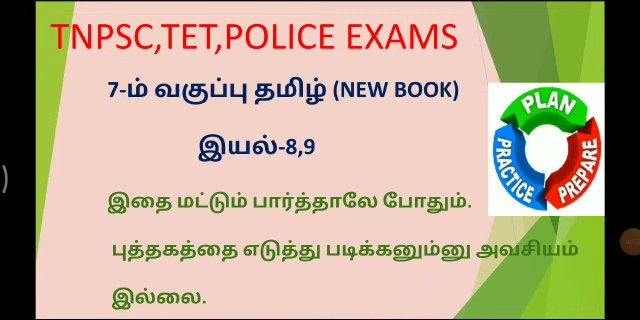 TNPSC,TET,POLICE EXAMS
7-ம் வகுப்பு தமிழ் (NEW BOOK)
இயல்-8,9
PLAN
PRACTICE
PREPARE
இதை மட்டும் பார்த்தாலே போதும்.
புத்தகத்தை எடுத்து படிக்கனும்னு அவசியம்
இல்லை.